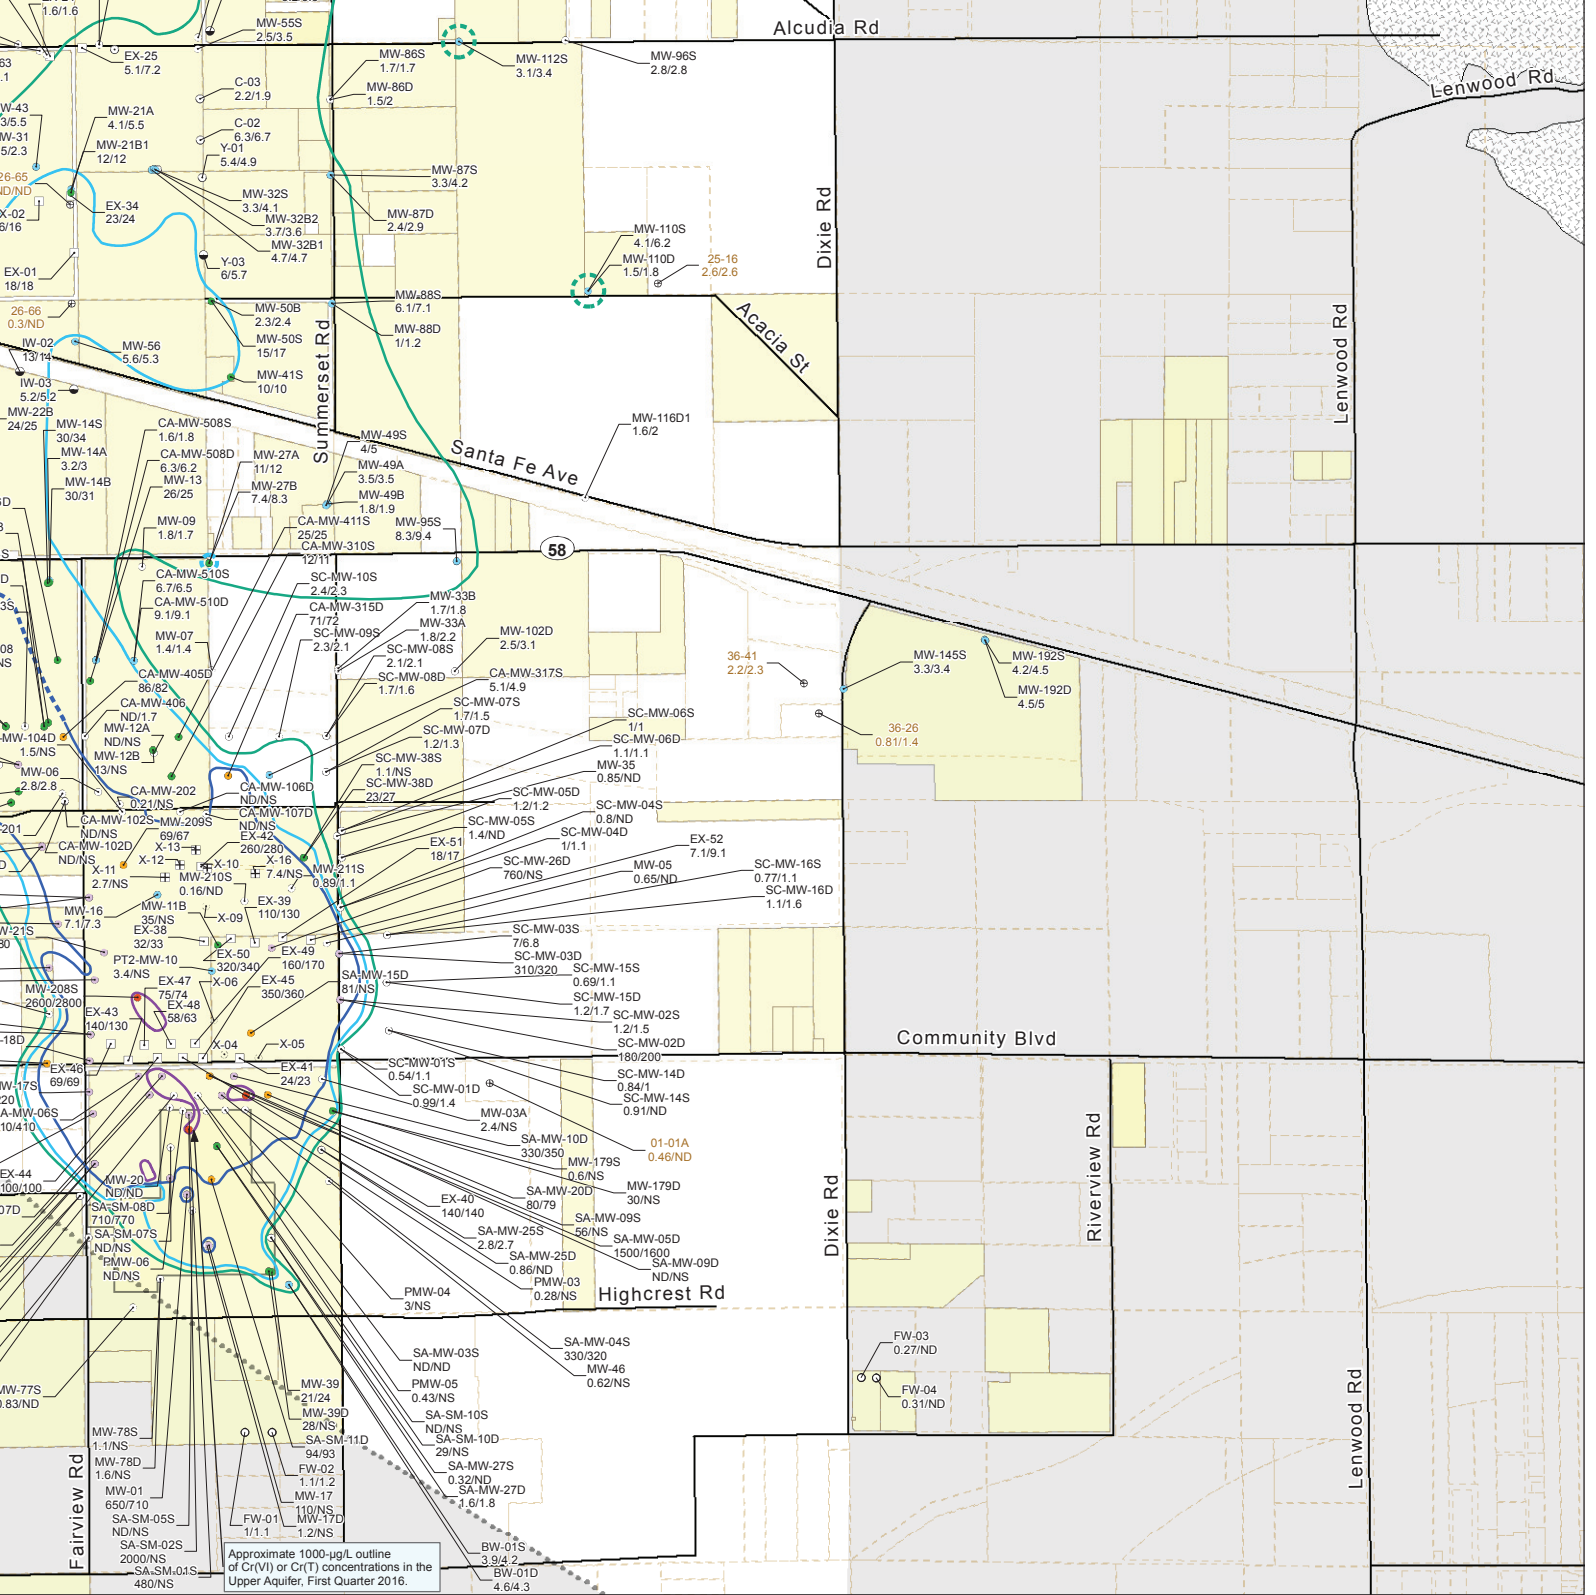 1.6/1.6
MW-55S
2.5/3.5
Alcudia Rd
EX-25
5.1/7.2
MW-86S
1.7/1.7
MW-112S
3.1/3.4
MW-96S
2.8/2.8
Lenwood Rd
C-03
2.2/1.9
MW-86D
1.5/2
MW-21A
4.1/5.5
C-02
6.3/6.7
MW-21B1
12/12
Y-01
5.4/4.9
MW-87S
3.3/4.2
26-65
ND/ND
EX-34
23/24
MW-32S
3.3/4.1
MW-32B2
3.7/3.6
MW-32B1
4.7/4.7
MW-87D
2.4/2.9
Dixie Rd
MW-110S
4.1/6.2
MW-110D
1.5/1.8
25-16
2.6/2.6
EX-01
18/18
Y-03
6/5.7
26-66
0.3/ND
MW-50B
2.3/2.4
MW-88S
6.1/7.1
MW-50S
15/17
MW-88D
1/1.2
Summerset Rd
Acacia St
Lenwood Rd
IW-02
13/14
MW-56
5.6/5.3
MW-41S
10/10
IW-03
5.2/5.2
MW-22B
24/25
MW-14S
30/34
MW-14A
3.2/3
MW-14B
30/31
CA-MW-508S
1.6/1.8
CA-MW-508D
6.3/6.2
MW-13
26/25
MW-27A
11/12
MW-27B
7.4/8.3
MW-49S
4/5
MW-49A
3.5/3.5
MW-49B
1.8/1.9
Santa Fe Ave
MW-116D1
1.6/2
MW-09
1.8/1.7
CA-MW-411S
25/25
CA-MW-310S
12/11
MW-95S
8.3/9.4
58
CA-MW-510S
6.7/6.5
CA-MW-510D
9.1/9.1
SC-MW-10S
2.4/2.3
CA-MW-315D
71/72
SC-MW-09S
2.3/2.1
MW-33B
1.7/1.8
MW-33A
1.8/2.2
MW-102D
2.5/3.1
MW-07
1.4/1.4
SC-MW-08S
2.1/2.1
SC-MW-08D
1.7/1.6
CA-MW-317S
5.1/4.9
36-41
2.2/2.3
MW-145S
3.3/3.4
MW-192S
4.2/4.5
MW-192D
4.5/5
36-26
0.81/1.4
CA-MW-405D
86/82
CA-MW-406
ND/1.7
MW-12A
ND/NS
MW-12B
13/NS
SC-MW-07S
1.7/1.5
SC-MW-07D
1.2/1.3
SC-MW-06S
1/1
SC-MW-06D
1.1/1.1
MW-35
0.85/ND
MW-104D
1.5/NS
MW-06
2.8/2.8
SC-MW-38S
1.1/NS
SC-MW-38D
23/27
SC-MW-05D
1.2/1.2
SC-MW-05S
1.4/ND
SC-MW-04S
0.8/ND
SC-MW-04D
1/1.1
CA-MW-202
0.21/NS
CA-MW-106D
ND/NS
CA-MW-107D
ND/NS
CA-MW-102S
ND/NS
CA-MW-102D
ND/NS
MW-209S
69/67
EX-42
260/280
X-13
X-12
X-10
X-16
7.4/NS
X-11
2.7/NS
MW-210S
0.16/ND
MW-211S
0.89/1.1
EX-51
18/17
SC-MW-26D
760/NS
EX-52
7.1/9.1
MW-05
0.65/ND
SC-MW-16S
0.77/1.1
SC-MW-16D
1.1/1.6
MW-16
7.1/7.3
MW-11B
35/NS
X-09
EX-39
110/130
EX-38
32/33
EX-50
320/340
EX-49
160/170
SC-MW-03S
7/6.8
SC-MW-03D
310/320
SC-MW-15S
0.69/1.1
SC-MW-15D
1.2/1.7
SC-MW-02S
1.2/1.5
SC-MW-02D
180/200
PT2-MW-10
3.4/NS
X-06
EX-45
350/360
SA-MW-15D
81/NS
MW-208S
2600/2800
EX-47
75/74
EX-48
58/63
EX-43
140/130
X-04
X-05
Community Blvd
EX-46
69/69
EX-41
24/23
SC-MW-01S
0.54/1.1
SC-MW-01D
0.99/1.4
SC-MW-14D
0.84/1
SC-MW-14S
0.91/ND
MW-03A
2.4/NS
SA-MW-10D
330/350
01-01A
0.46/ND
MW-179S
0.6/NS
MW-179D
30/NS
Riverview Rd
Dixie Rd
EX-44
100/100
MW-20
ND/ND
SA-SM-08D
710/770
SA-SM-07S
ND/NS
PMW-06
ND/NS
EX-40
140/140
SA-MW-20D
80/79
SA-MW-09S
56/NS
SA-MW-25S
2.8/2.7
SA-MW-05D
1500/1600
SA-MW-25D
0.86/ND
SA-MW-09D
ND/NS
PMW-03
0.28/NS
PMW-04
3/NS
Highcrest Rd
SA-MW-04S
330/320
MW-46
0.62/NS
FW-03
0.27/ND
FW-04
0.31/ND
MW-77S
0.83/ND
SA-MW-03S
ND/ND
PMW-05
0.43/NS
SA-SM-10S
ND/NS
SA-SM-10D
29/NS
SA-MW-27S
0.32/ND
SA-MW-27D
1.6/1.8
MW-39
21/24
MW-39D
28/NS
SA-SM-11D
94/93
FW-02
1.1/1.2
MW-17
110/NS
MW-17D
1.2/NS
FW-01
1/1.1
MW-78S
1.1/NS
MW-78D
1.6/NS
MW-01
650/710
SA-SM-05S
ND/NS
SA-SM-02S
2000/NS
SA-SM-01S
480/NS
BW-01S
3.9/4.2
BW-01D
4.6/4.3
Fairview Rd
Lenwood Rd
Approximate 1000-µg/L outline
of Cr(VI) or Cr(T) concentrations in the
Upper Aquifer, First Quarter 2016.